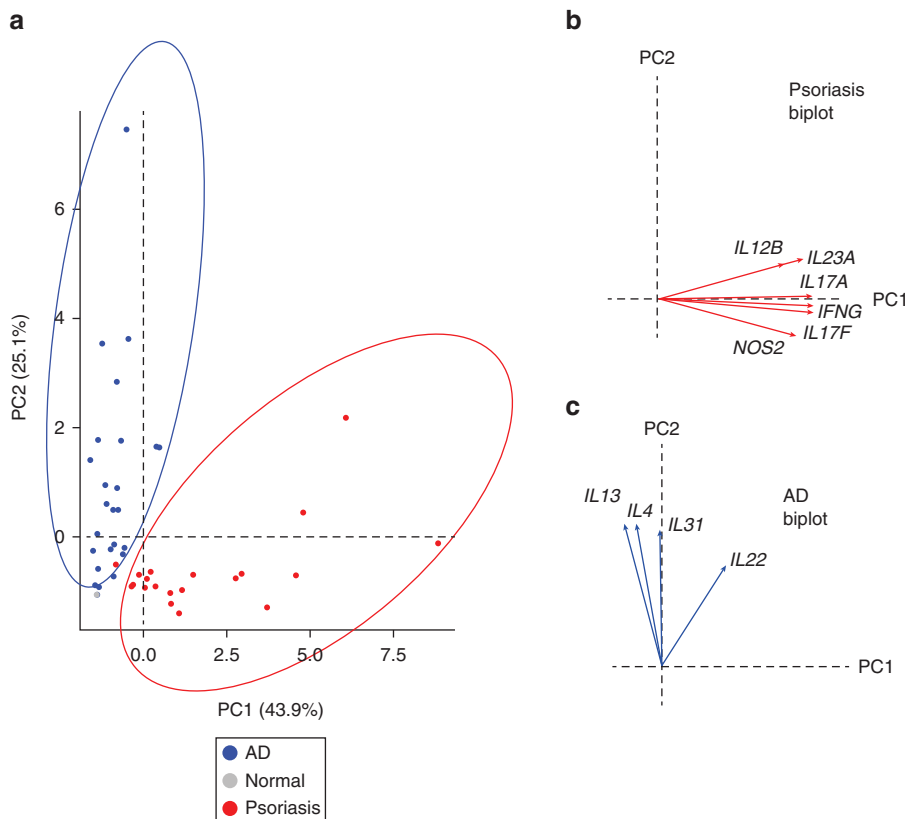 a
PC2 (25.1%)
6
4
2
0
0.0 2.5 5.0 7.5
PC1 (43.9%)
AD
Normal
Psoriasis
b
PC2
Psoriasis
biplot
IL12B
IL23A
IL17A
PC1
IFNG
IL17F
NOS2
c
PC2
AD
biplot
IL13
IL4
IL31
IL22
PC1